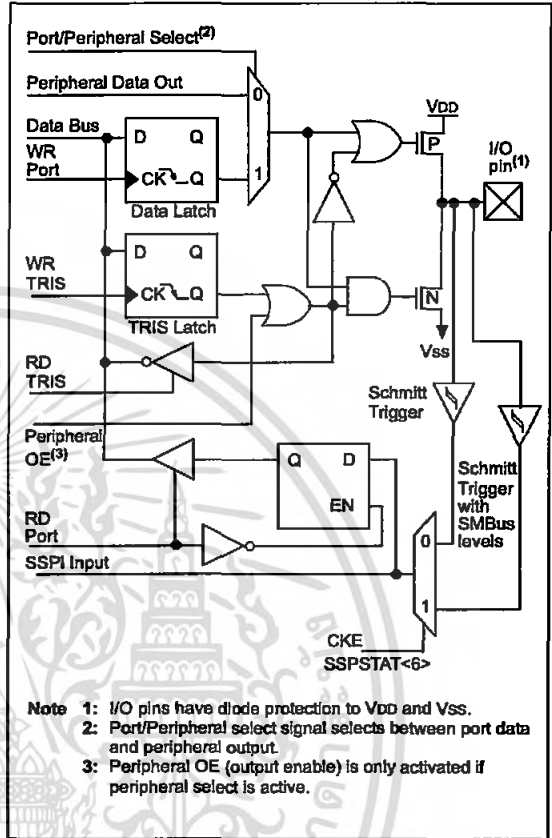 Port/Peripheral Select(2)
Peripheral Data Out
0
VDD
Data Bus
D Q
P
I/O
pin(1)
WR
Port
CK Q
1
Data Latch
D Q
WR
TRIS
CK Q
N
TRIS Latch
Vss
RD
TRIS
Schmitt
Trigger
Peripheral
OE(3)
Q D
EN
Schmitt
Trigger
with
SMBus
levels
RD
Port
0
SSPI Input
1
CKE
SSPSTAT<6>
Note 1: I/O pins have diode protection to VDD and Vss.
2: Port/Peripheral select signal selects between port data
and peripheral output.
3: Peripheral OE (output enable) is only activated if
peripheral select is active.